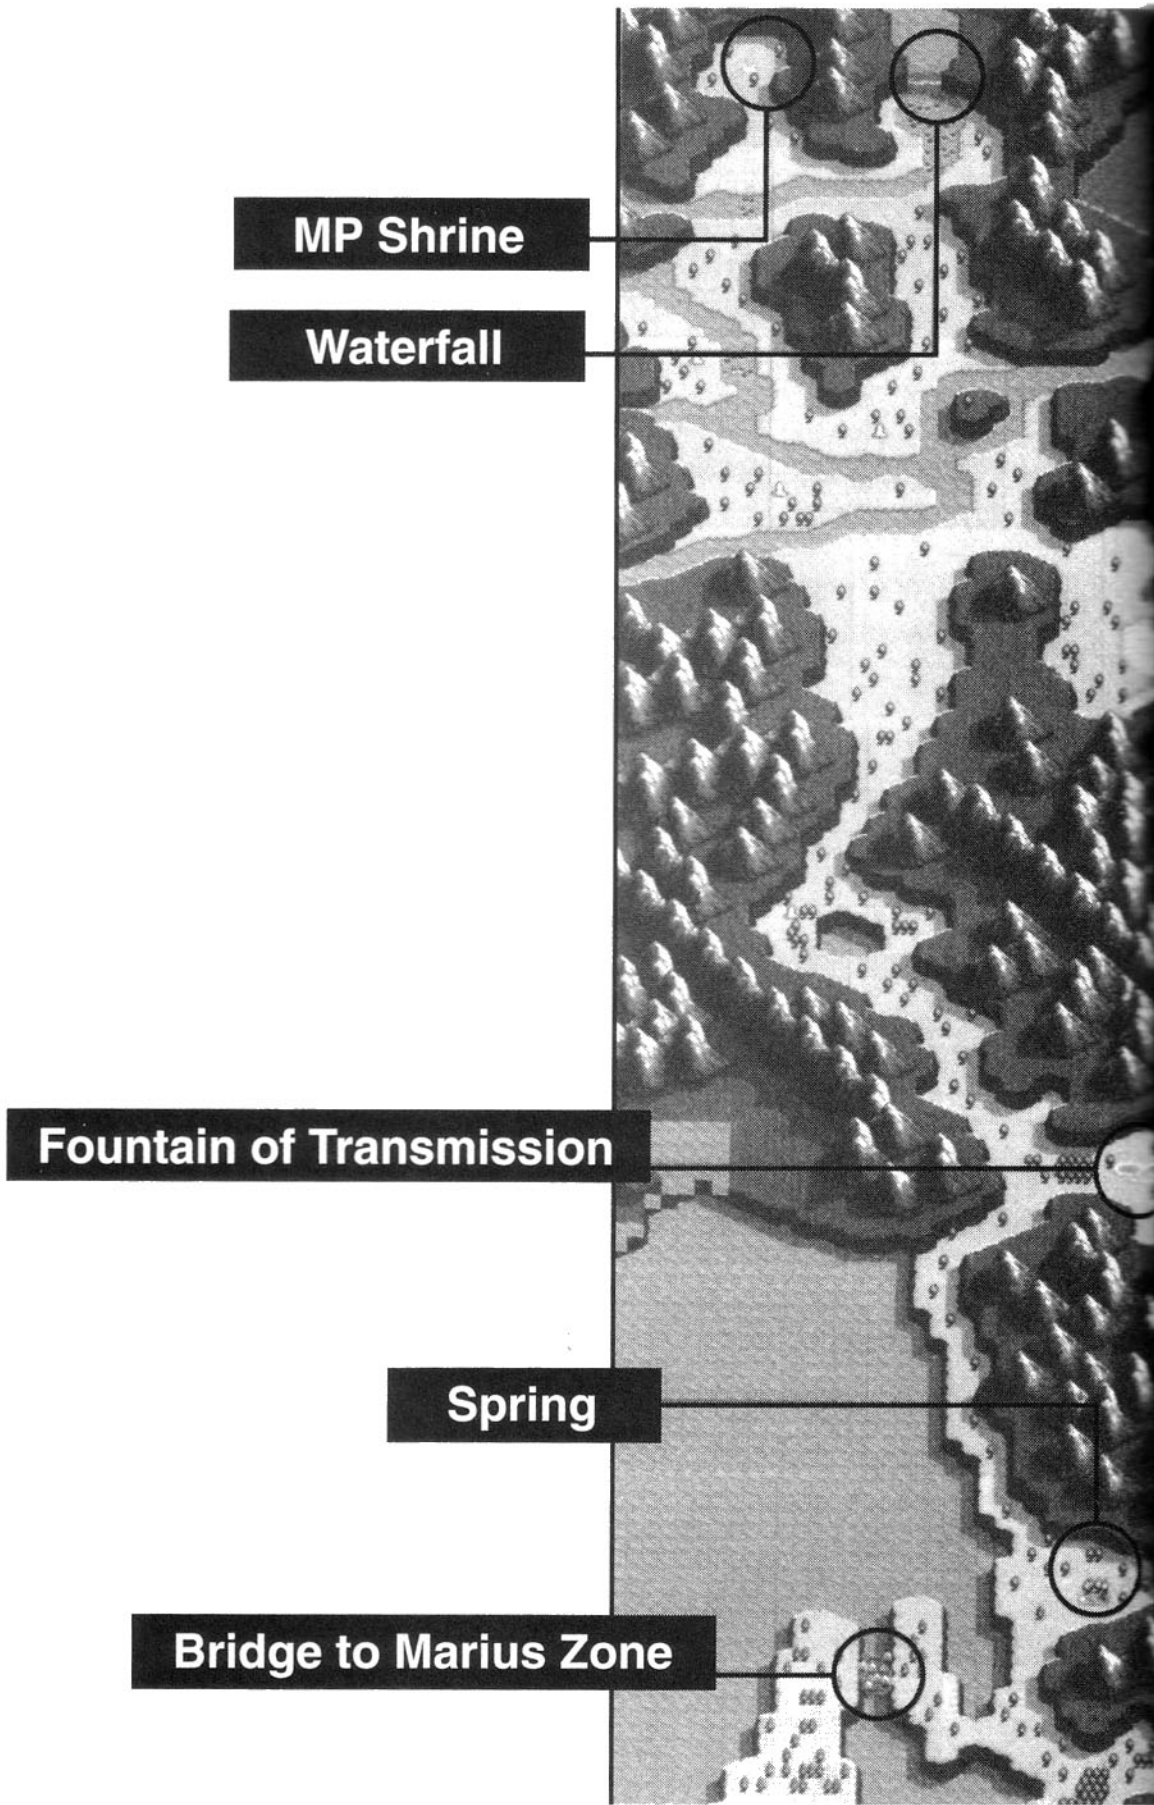 MP Shrine
Waterfall
Fountain of Transmission
Spring
Bridge to Marius Zone